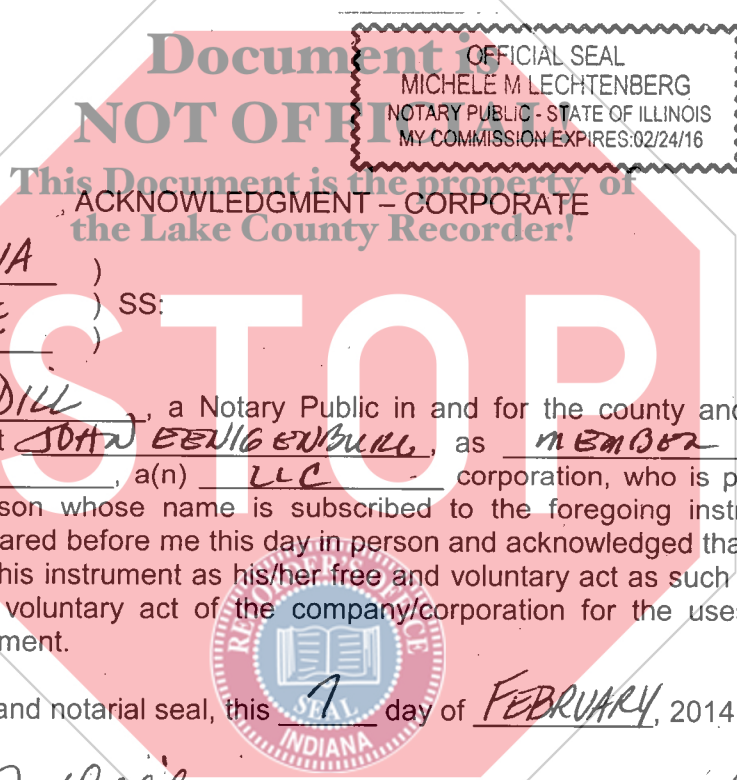 Document is
NOT OFFICIAL!
This Document is the property of
the Lake County Recorder!
OFFICIAL SEAL
MICHELE M LECHTENBERG
NOTARY PUBLIC - STATE OF ILLINOIS
MY COMMISSION EXPIRES:02/24/16
ACKNOWLEDGMENT – CORPORATE
)
) SS:
)
STOP
DILL, a Notary Public in and for the county and
JOHN EENIGENBURG, as MEMBER
, a(n) LLC corporation, who is p
son whose name is subscribed to the foregoing inst
ared before me this day in person and acknowledged tha
his instrument as his/her free and voluntary act as such
voluntary act of the company/corporation for the uses
ment.
and notarial seal, this 7 day of FEBRUARY, 2014
RECORDER'S OFFICE
SEAL
INDIANA